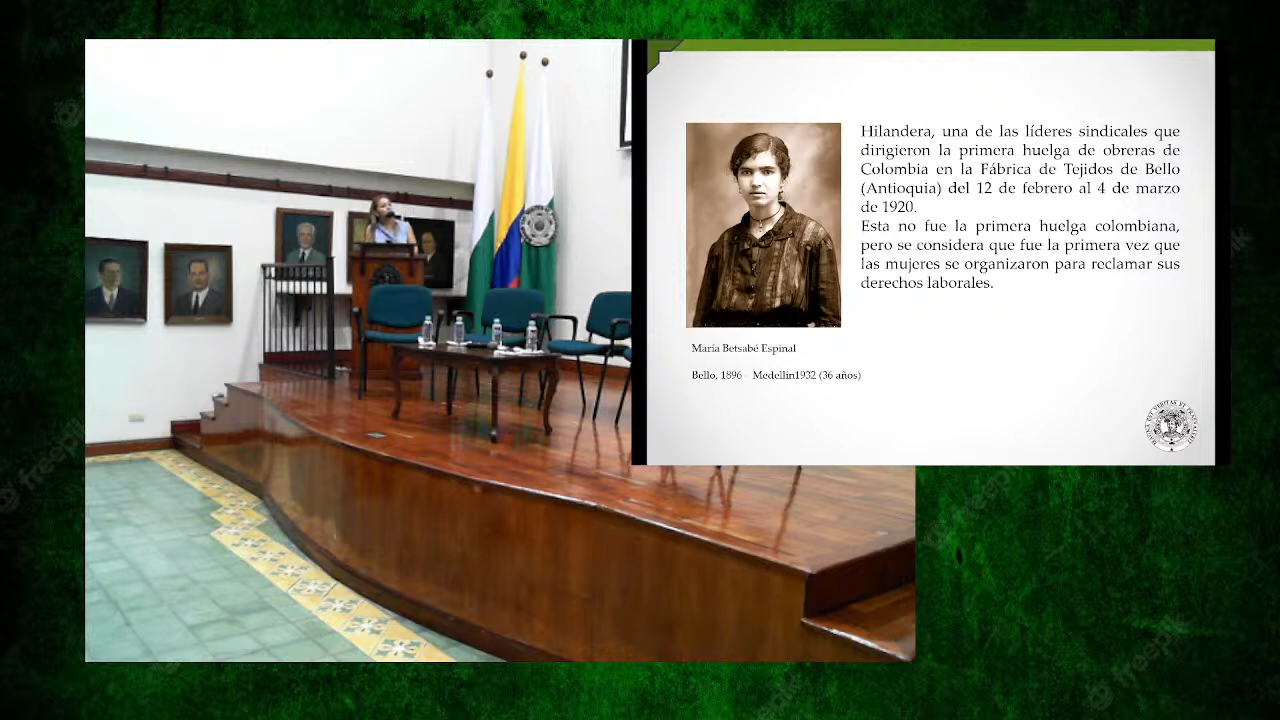 Hilandera, una de las líderes sindicales que
dirigieron la primera huelga de obreras de
Colombia en la Fábrica de Tejidos de Bello
(Antioquia) del 12 de febrero al 4 de marzo
de 1920.
Esta no fue la primera huelga colombiana,
pero se considera que fue la primera vez que
las mujeres se organizaron para reclamar sus
derechos laborales.
María Betsabé Espinal
Bello, 1896 - Medellín1932 (36 años)
freepik
freepik